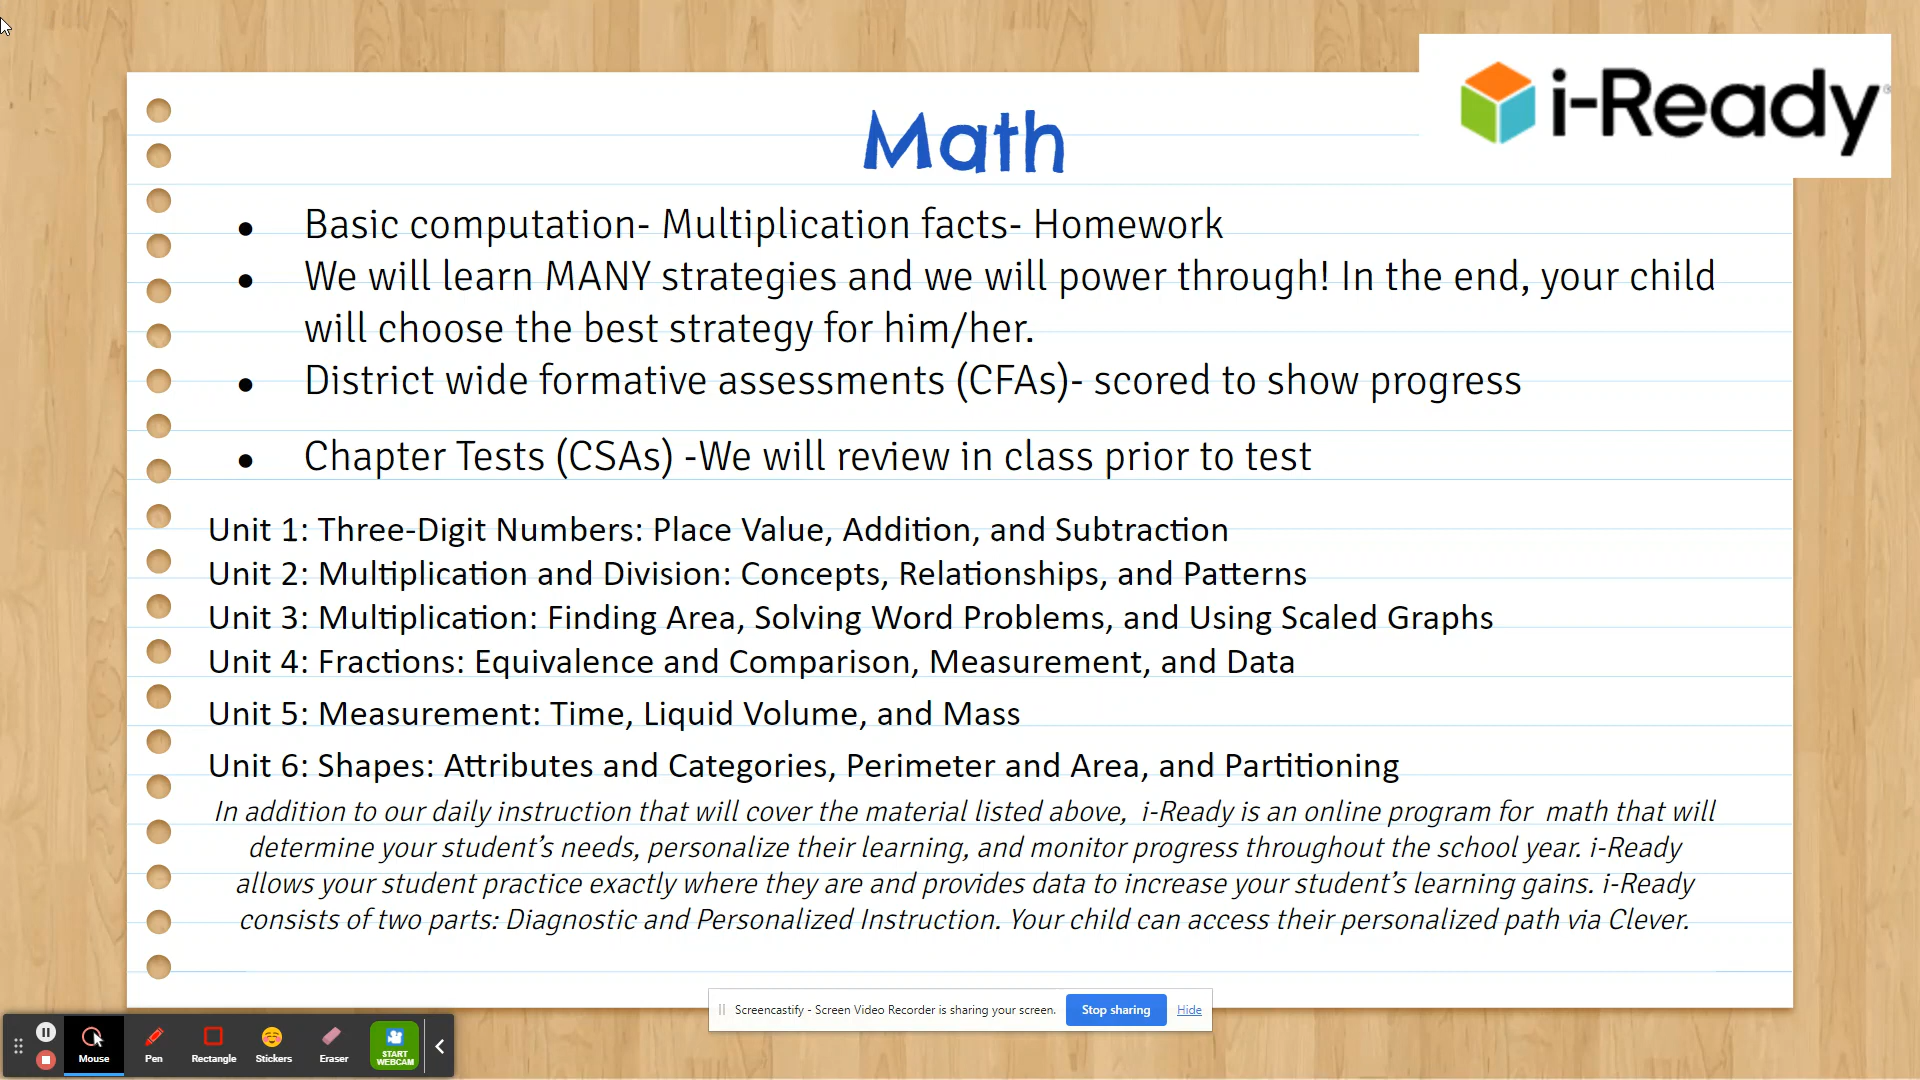 i-Ready
Math
Basic computation- Multiplication facts- Homework
We will learn MANY strategies and we will power through! In the end, your child
will choose the best strategy for him/her.
District wide formative assessments (CFAs)- scored to show progress
Chapter Tests (CSAs) -We will review in class prior to test
Unit 1: Three-Digit Numbers: Place Value, Addition, and Subtraction
Unit 2: Multiplication and Division: Concepts, Relationships, and Patterns
Unit 3: Multiplication: Finding Area, Solving Word Problems, and Using Scaled Graphs
Unit 4: Fractions: Equivalence and Comparison, Measurement, and Data
Unit 5: Measurement: Time, Liquid Volume, and Mass
Unit 6: Shapes: Attributes and Categories, Perimeter and Area, and Partitioning
In addition to our daily instruction that will cover the material listed above, i-Ready is an online program for math that will
determine your student's needs, personalize their learning, and monitor progress throughout the school year. i-Ready
allows your student practice exactly where they are and provides data to increase your student's learning gains. i-Ready
consists of two parts: Diagnostic and Personalized Instruction. Your child can access their personalized path via Clever.
Screencastify - Screen Video Recorder is sharing your screen. Stop sharing Hide
Mouse Pen Rectangle Stickers Eraser START
WEBCAM